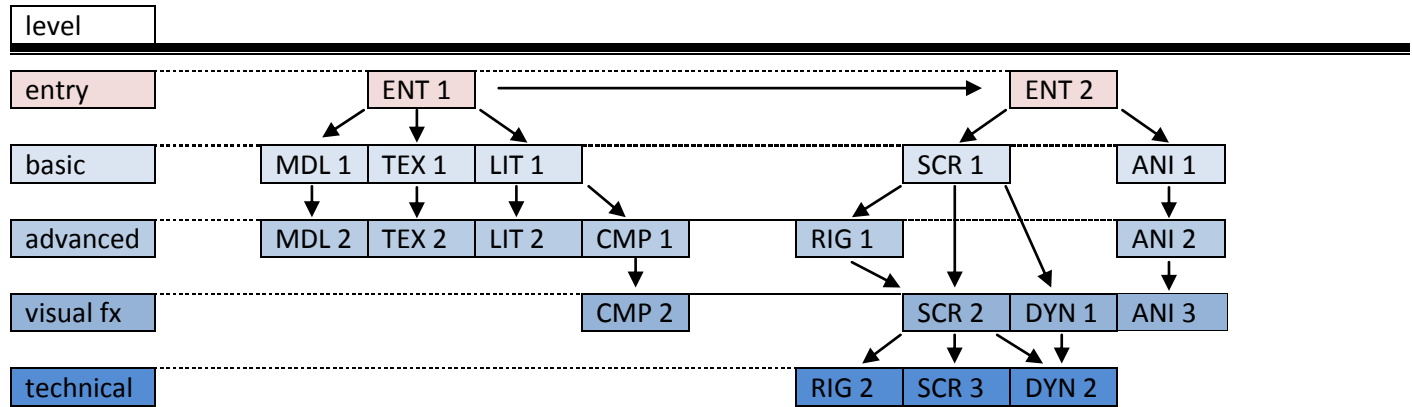 level
entry ENT 1 ENT 2
basic MDL 1 TEX 1 LIT 1 SCR 1 ANI 1
advanced MDL 2 TEX 2 LIT 2 CMP 1 RIG 1 ANI 2
visual fx CMP 2 SCR 2 DYN 1 ANI 3
technical RIG 2 SCR 3 DYN 2